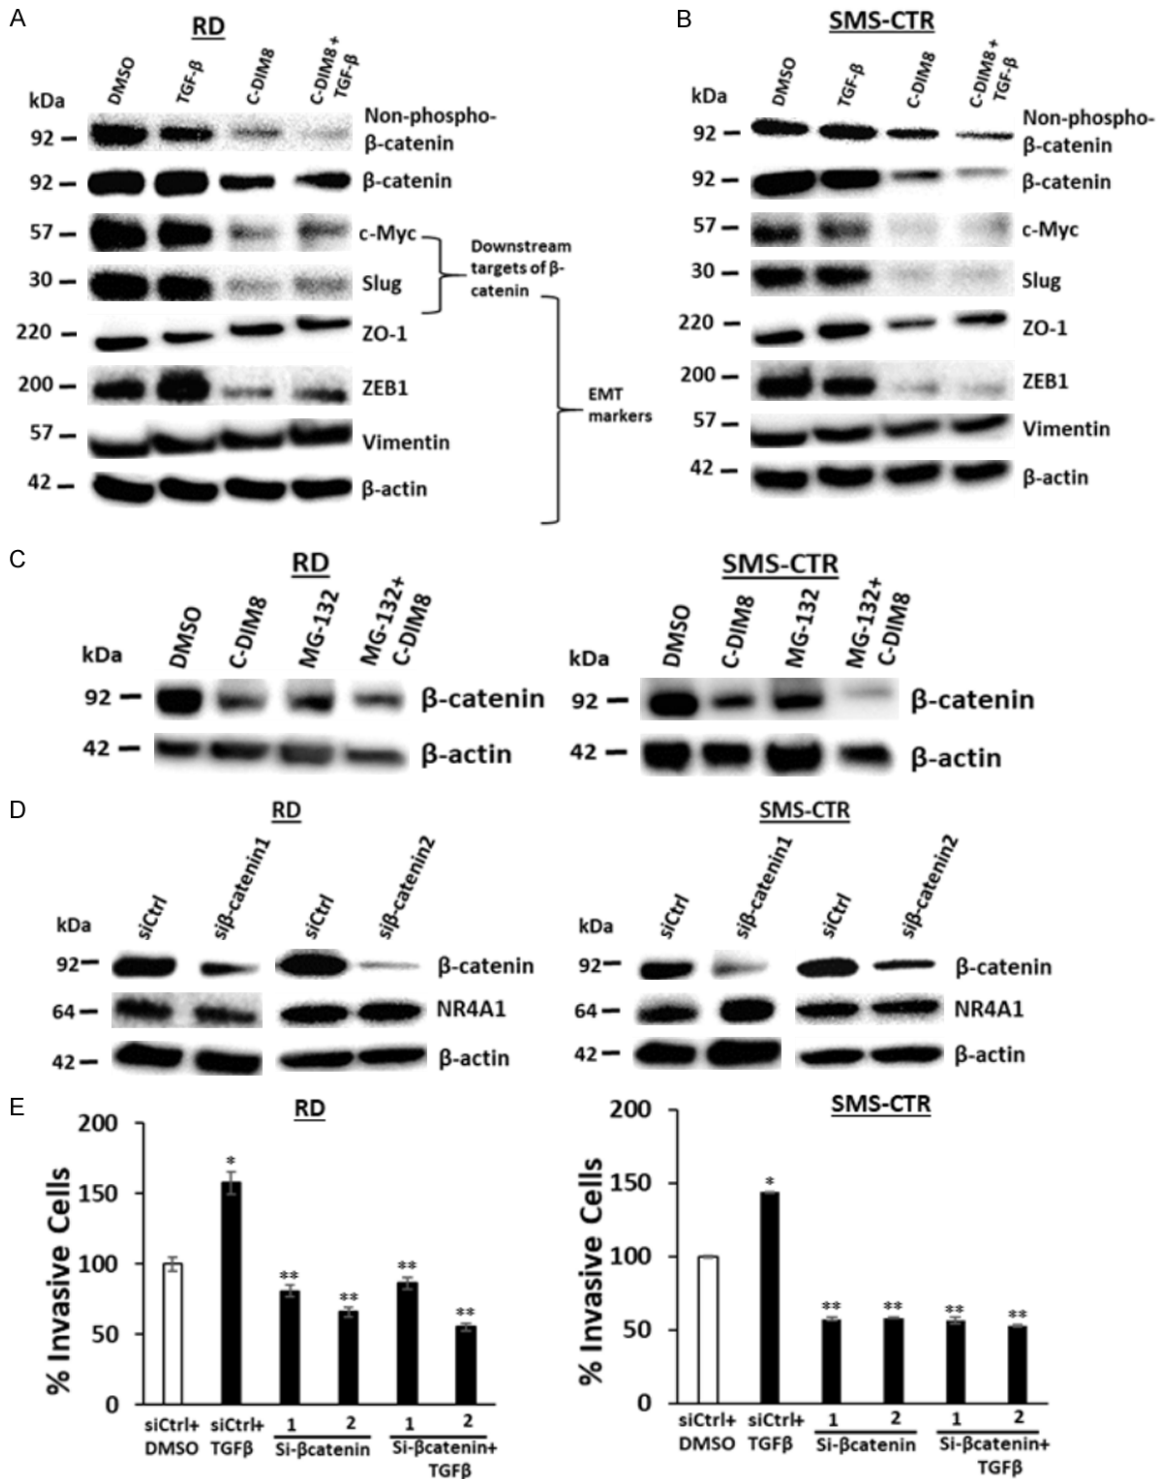 A
RD
DMSO
TGF-β
C-DIM8
C-DIM8 +
TGF-β
kDa
92
Non-phospho-
β-catenin
92
β-catenin
57
c-Myc
30
Slug
Downstream
targets of β-
catenin
220
ZO-1
200
ZEB1
57
Vimentin
42
β-actin
EMT
markers
B
SMS-CTR
DMSO
TGF-β
C-DIM8
C-DIM8 +
TGF-β
kDa
92
Non-phospho-
β-catenin
92
β-catenin
57
c-Myc
30
Slug
220
ZO-1
200
ZEB1
57
Vimentin
42
β-actin
C
RD
DMSO
C-DIM8
MG-132
MG-132+
C-DIM8
kDa
92
β-catenin
42
β-actin
SMS-CTR
DMSO
C-DIM8
MG-132
MG-132+
C-DIM8
kDa
92
β-catenin
42
β-actin
D
RD
siCtrl
siβ-catenin1
siCtrl
siβ-catenin2
kDa
92
β-catenin
64
NR4A1
42
β-actin
SMS-CTR
siCtrl
siβ-catenin1
siCtrl
siβ-catenin2
kDa
92
β-catenin
64
NR4A1
42
β-actin
E
RD
% Invasive Cells
200
150
100
50
0
*
**
**
**
**
siCtrl+
DMSO
siCtrl+
TGFβ
1
2
Si-βcatenin
1
2
Si-βcatenin+
TGFβ
SMS-CTR
% Invasive Cells
200
150
100
50
0
*
**
**
**
**
siCtrl+
DMSO
siCtrl+
TGFβ
1
2
Si-βcatenin
1
2
Si-βcatenin+
TGFβ